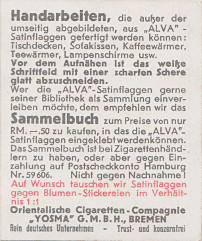 Handarbeiten, die außer der
umseitig abgebildeten, aus „ALVA"-
Satinflaggen gefertigt werden können:
Tischdecken, Sofakissen, Kaffeewärmer,
Teewärmer, Lampenschirme usw.
Vor dem Aufnähen ist das weiße
Schriftfeld mit einer scharfen Schere
glatt abzuschneiden.
Wer die „ALVA"-Satinflaggen gerne
seiner Bibliothek als Sammlung einver-
leiben möchte, dem empfehlen wir das
Sammelbuch zum Preise von nur
RM. -.50 zu kaufen, in das die „ALVA"-
Satinflaggen eingeklebt werden können.
Das Sammelbuch ist bei Zigarettenhänd-
lern zu haben, oder aber gegen Ein-
zahlung auf Postscheckkonto Hamburg
Nr. 59606. Nicht gegen Nachnahme!
Auf Wunsch tauschen wir Satinflaggen
gegen Blumen-Stickereien im Verhält-
nis 1:1
Orientalische Cigaretten-Compagnie
„YOSMA" G.M.B.H., BREMEN
Rein deutsches Unternehmen - Trust- und konzernfrei